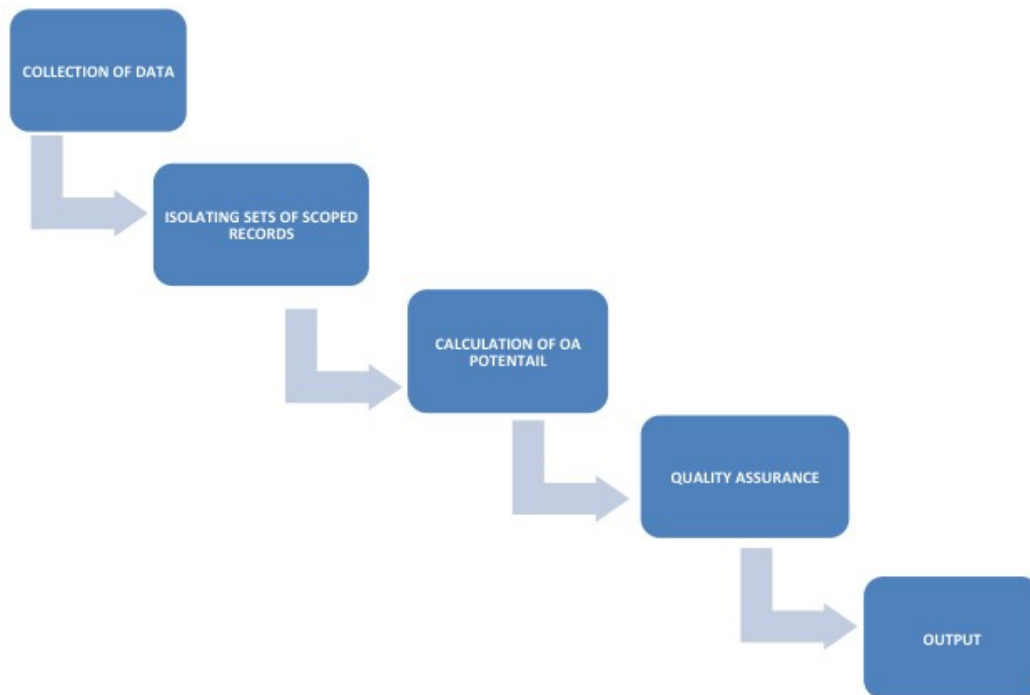 COLLECTION OF DATA
ISOLATING SETS OF SCOPED
RECORDS
CALCULATION OF OA
POTENTAIL
QUALITY ASSURANCE
OUTPUT